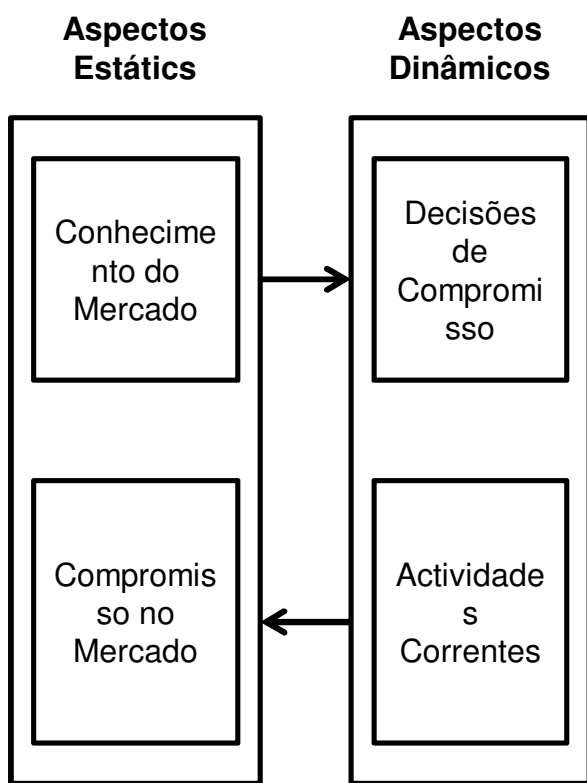 Aspectos
Estátics
Aspectos
Dinâmicos
Conhecime
nto do
Mercado
Decisões
de
Compromi
sso
Compromis
so no
Mercado
Actividade
s
Correntes